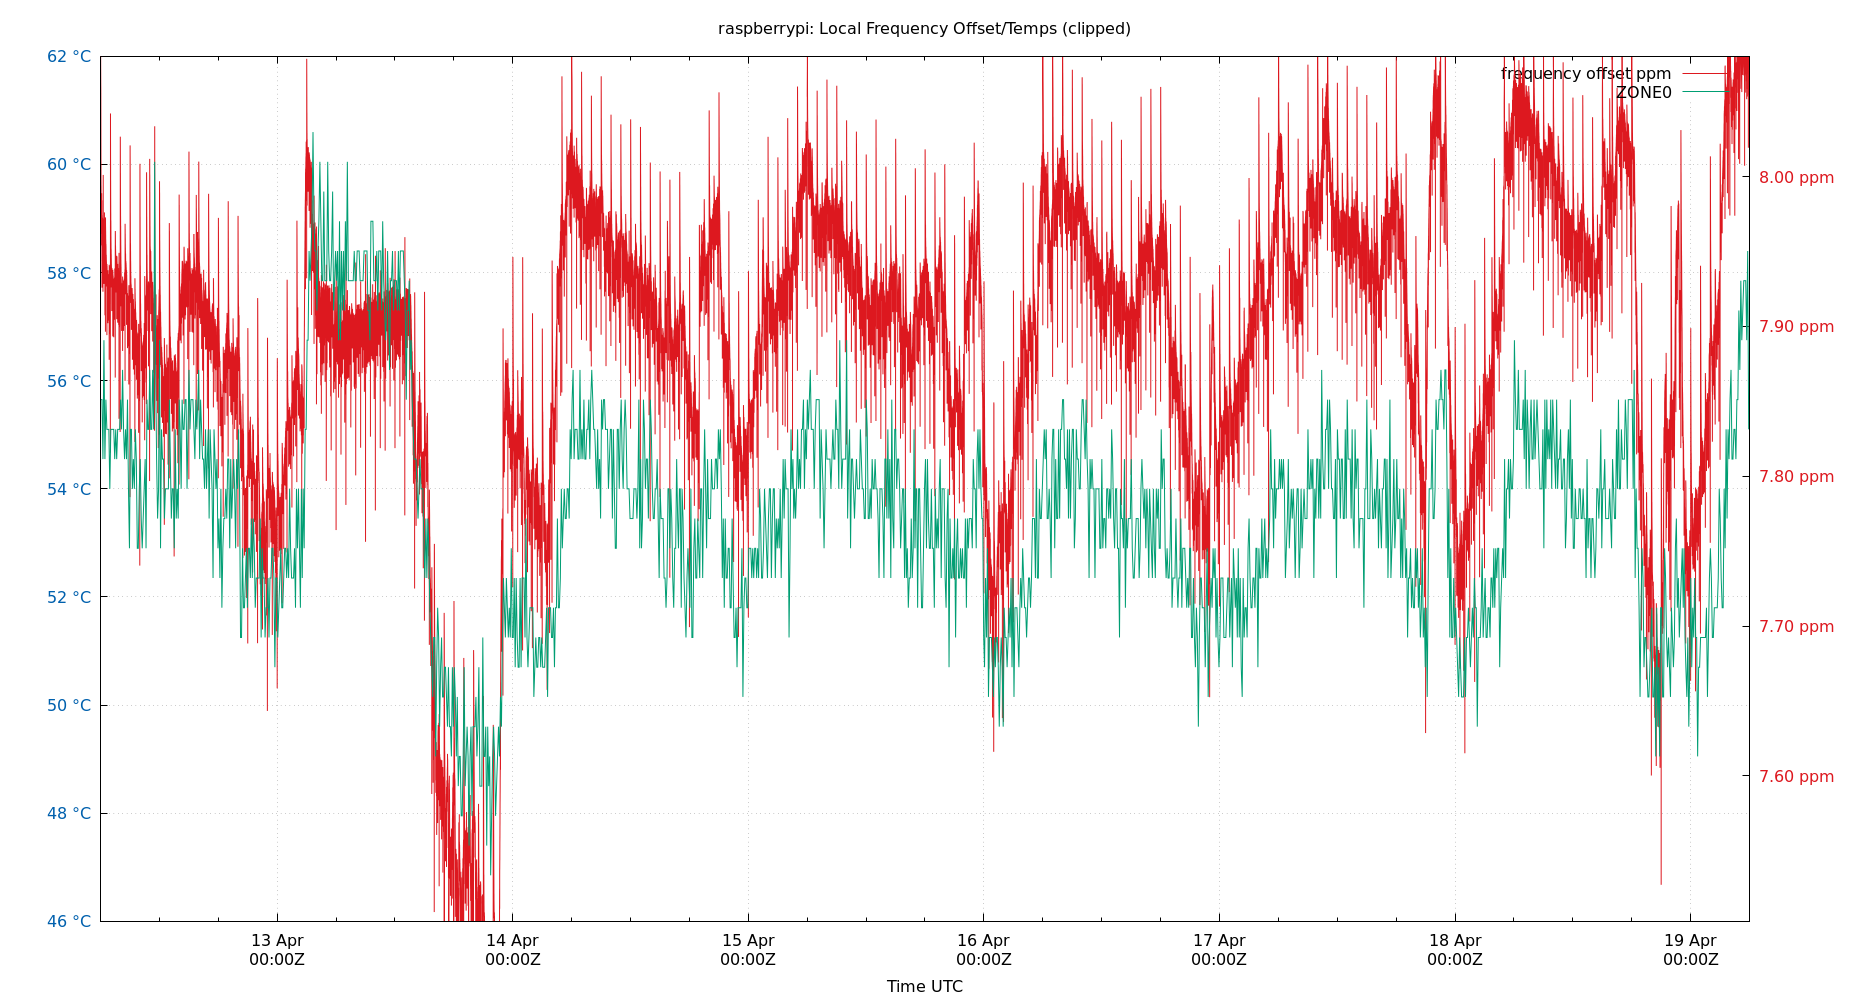 raspberrypi: Local Frequency Offset/Temps (clipped)
62 °C
60 °C
58 °C
56 °C
54 °C
52 °C
50 °C
48 °C
46 °C
frequency offset ppm
ZONE0
8.00 ppm
7.90 ppm
7.80 ppm
7.70 ppm
7.60 ppm
13 Apr
00:00Z
14 Apr
00:00Z
15 Apr
00:00Z
16 Apr
00:00Z
17 Apr
00:00Z
18 Apr
00:00Z
19 Apr
00:00Z
Time UTC